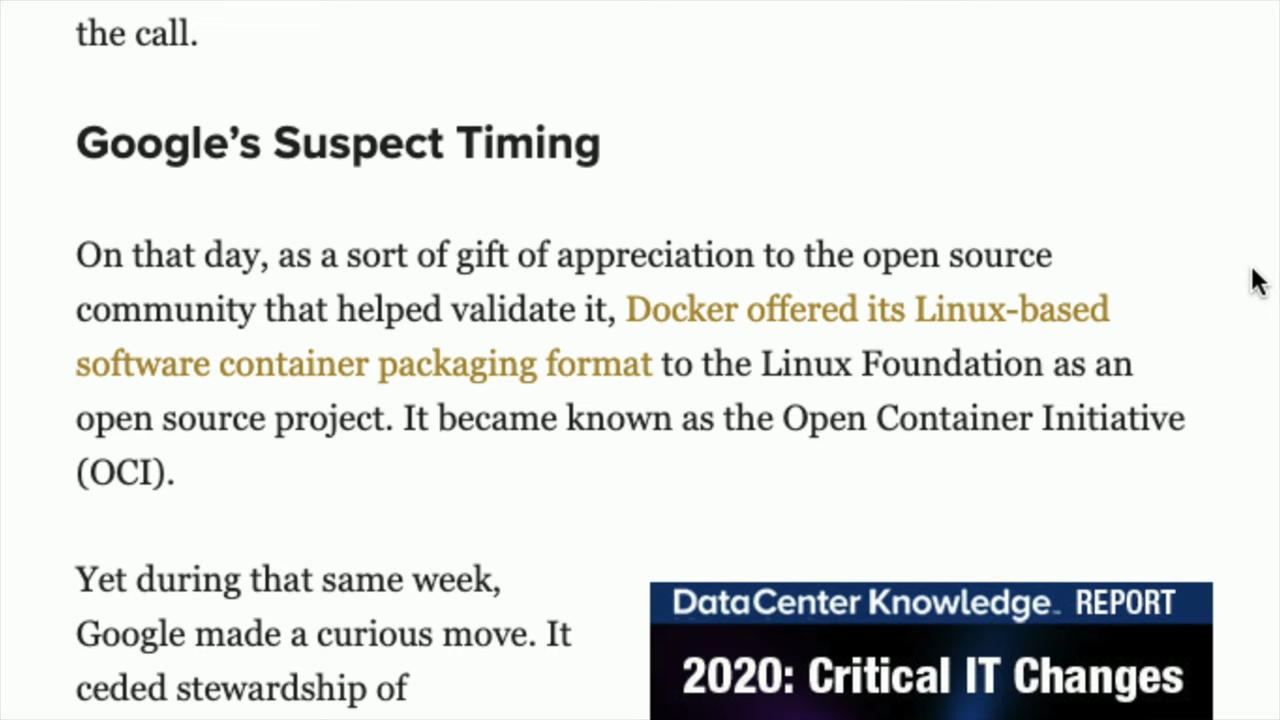 the call.
Google’s Suspect Timing
On that day, as a sort of gift of appreciation to the open source
community that helped validate it, Docker offered its Linux-based
software container packaging format to the Linux Foundation as an
open source project. It became known as the Open Container Initiative
(OCI).
Yet during that same week,
Google made a curious move. It
ceded stewardship of
DataCenter Knowledge™ REPORT
2020: Critical IT Changes